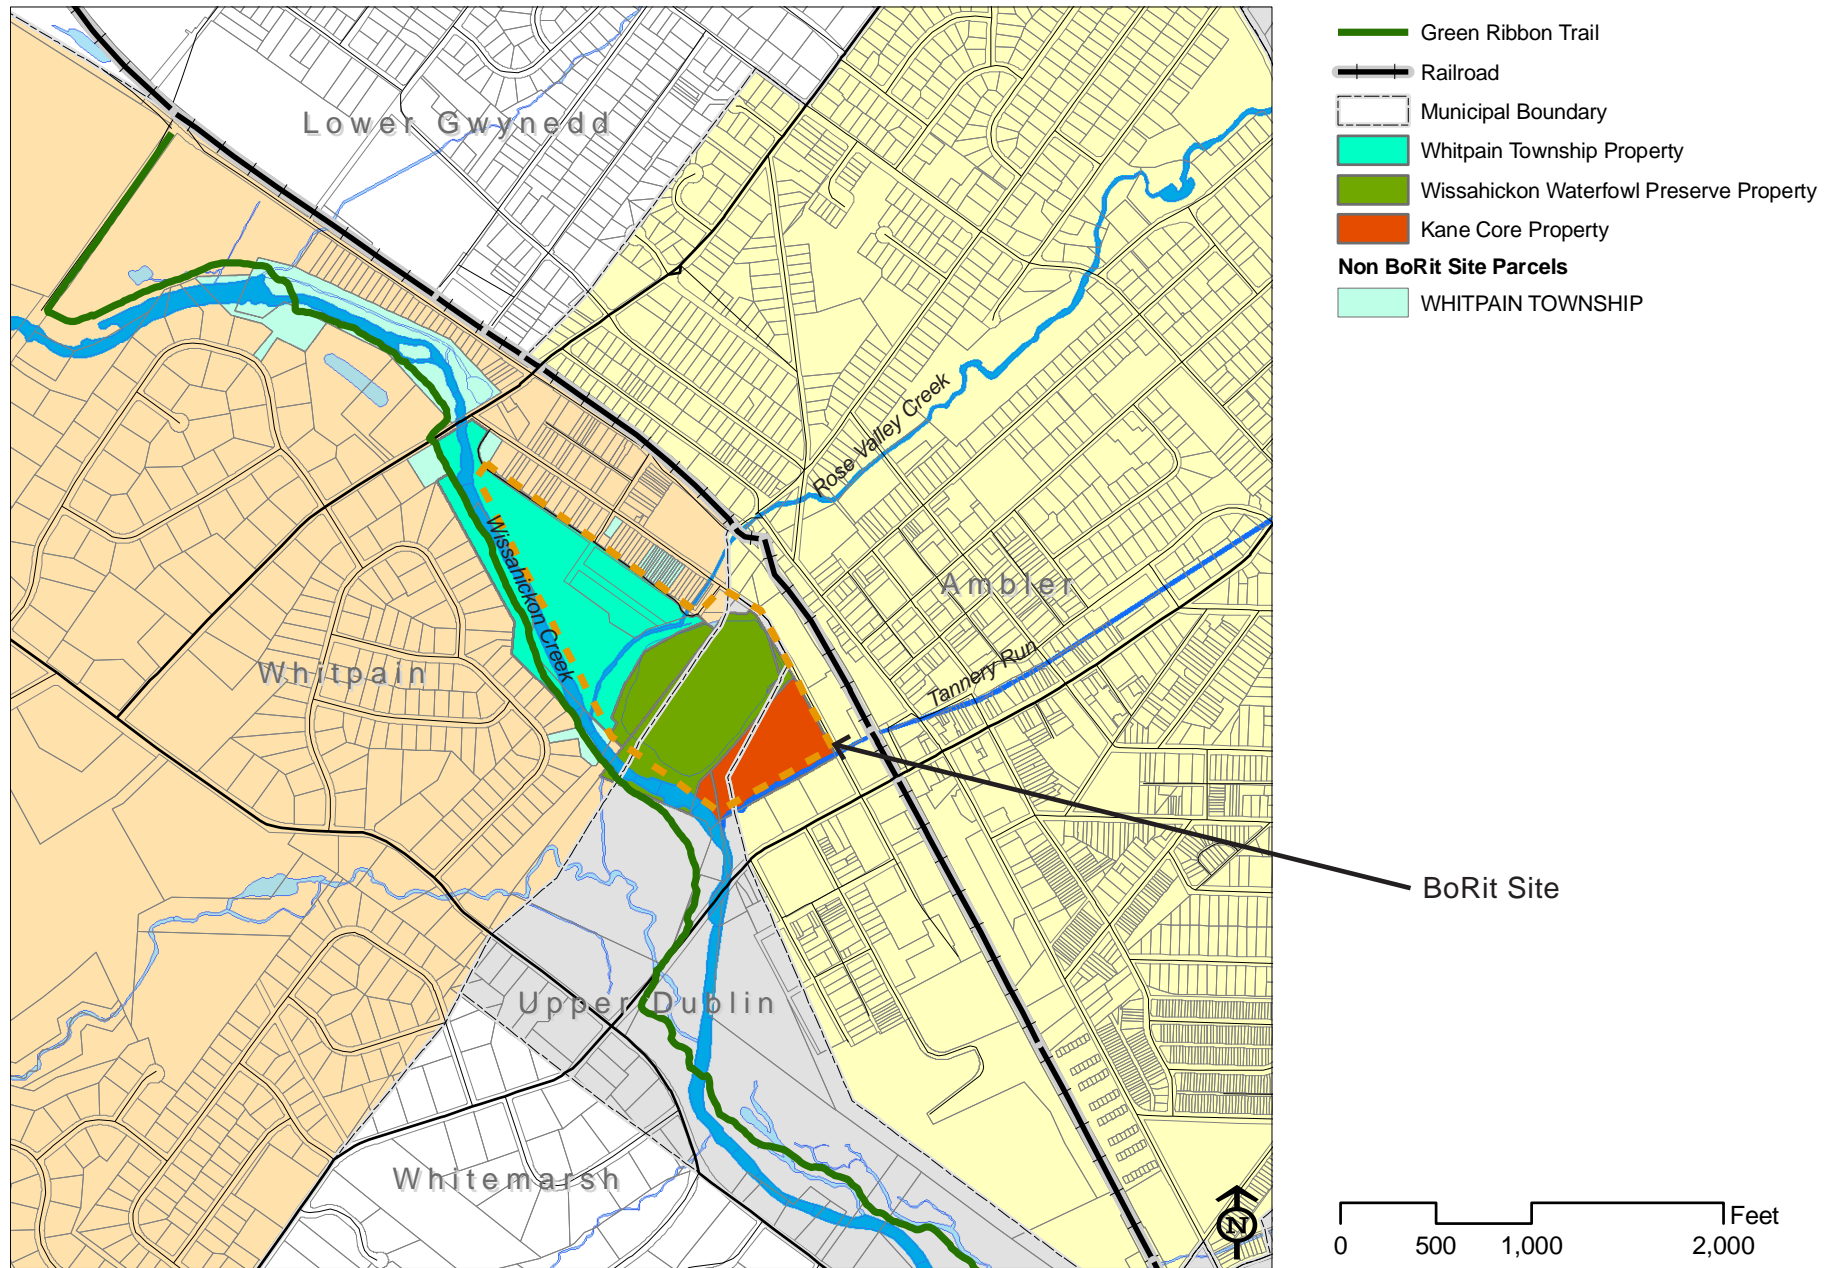 Green Ribbon Trail
Railroad
Municipal Boundary
Whitpain Township Property
Wissahickon Waterfowl Preserve Property
Kane Core Property
Non BoRit Site Parcels
WHITPAIN TOWNSHIP
Lower Gwynedd
Rose Valley Creek
Wissahickon Creek
Ambler
Whitpain
Tannery Run
BoRit Site
Upper Dublin
Whitemarsh
N
Feet
0 500 1,000 2,000